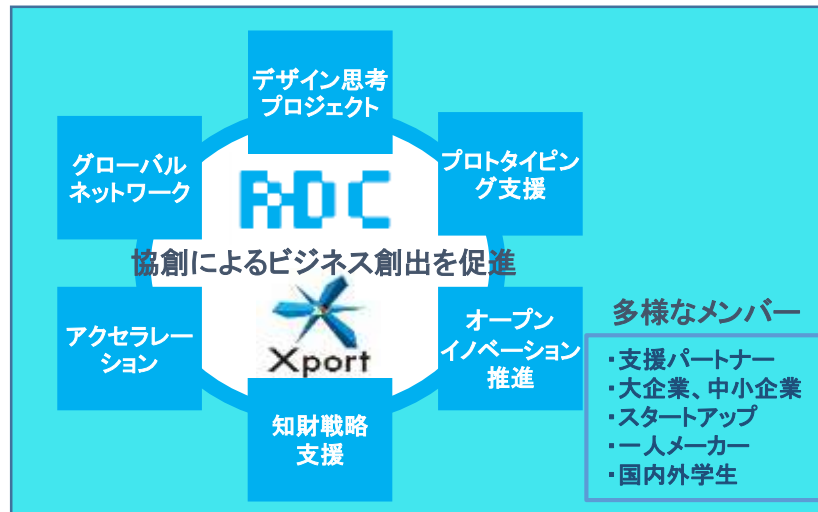 デザイン思考
プロジェクト
グローバル
ネットワーク
プロトタイピン
グ支援
RDC
協創によるビジネス創出を促進
Xport
アクセラレー
ション
オープン
イノベーション
推進
知財戦略
支援
多様なメンバー
・支援パートナー
・大企業、中小企業
・スタートアップ
・一人メーカー
・国内外学生